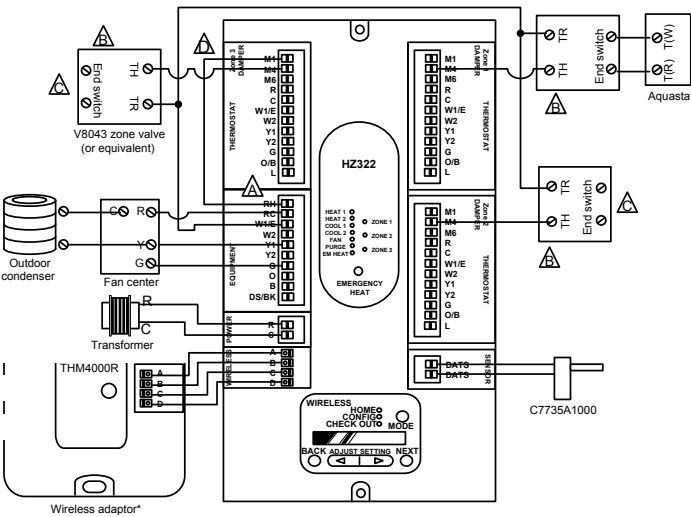 B
D
Zone 3
DAMPER
M1
M4
M6
R
C
W1/E
W2
Y1
Y2
G
O/B
L
THERMOSTAT
C
End switch
TH
TR
V8043 zone valve
(or equivalent)
Zone 1
DAMPER
M1
M4
M6
R
C
W1/E
W2
Y1
Y2
G
O/B
L
THERMOSTAT
TR
TH
End switch
B
T(W)
T(R)
Aquasta
HZ322
HEAT 1
HEAT 2
COOL 1
COOL 2
FAN
PURGE
EM HEAT
ZONE 1
ZONE 2
ZONE 3
EMERGENCY
HEAT
A
RH
RC
W1/E
W2
Y1
Y2
G
O
B
DS/BK
EQUIPMENT
Outdoor
condenser
C
R
Y
G
Fan center
Zone 2
DAMPER
M1
M4
M6
R
C
W1/E
W2
Y1
Y2
G
O/B
L
THERMOSTAT
TR
TH
End switch
C
B
R
C
Transformer
POWER
R
C
WIRELESS
A
B
C
D
THM4000R
A
B
C
D
Wireless adaptor*
DATS
DATS
SENSOR
C7735A1000
WIRELESS
HOME
CONFIG
CHECK OUT
MODE
BACK ADJUST SETTING NEXT